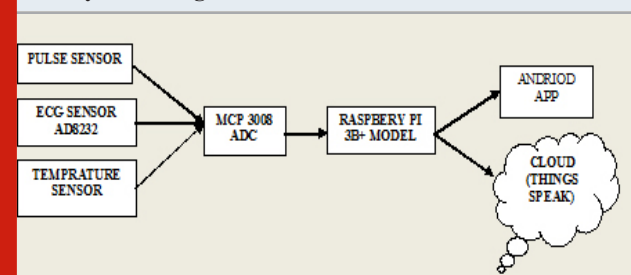 PULSE SENSOR
ECG SENSOR
AD8232
TEMPRATURE
SENSOR
MCP 3008
ADC
RASPBERY PI
3B+ MODEL
ANDRIOD
APP
CLOUD
(THINGS
SPEAK)